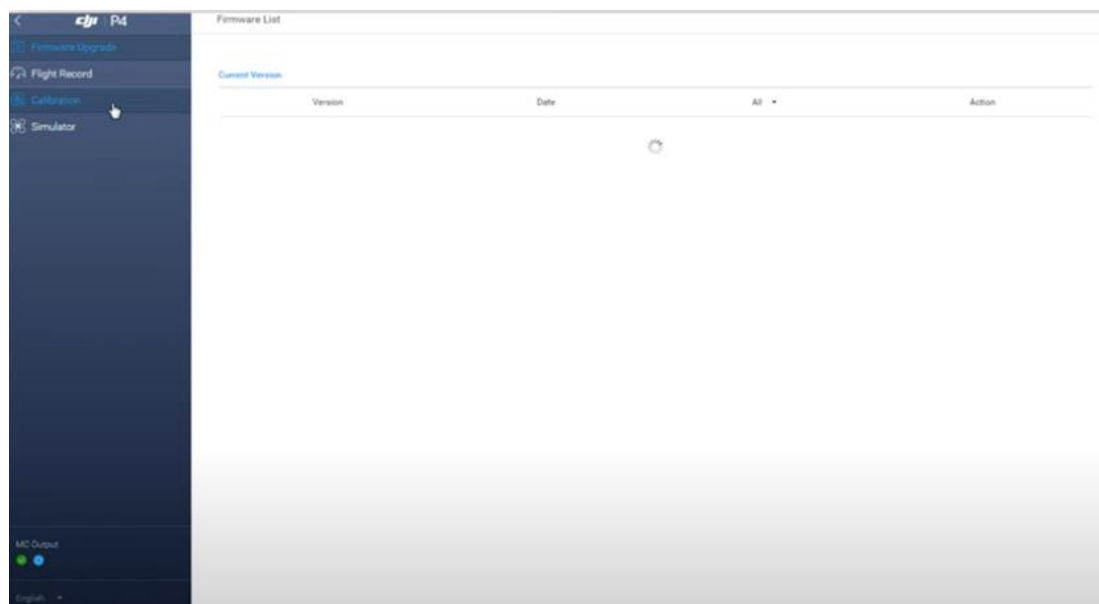 dji P4
Firmware List
Firmware Upgrade
Flight Record
Current Version
Calibration
Version Date All Action
Simulator
MC Output
English